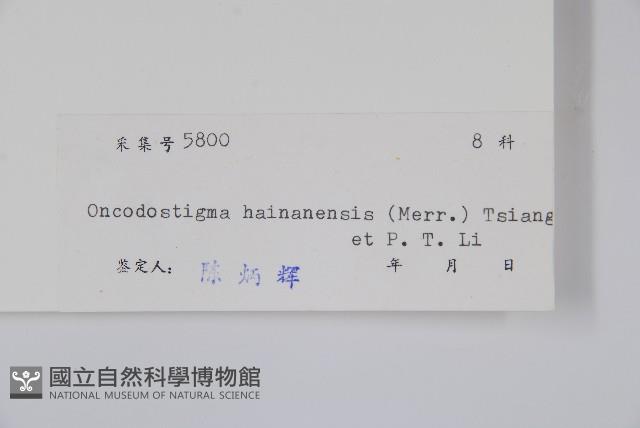 采集号 5800 8 科
Oncodostigma hainanensis (Merr.) Tsiang
et P. T. Li
鉴定人： 陈炳辉 年 月 日
國立自然科學博物館
NATIONAL MUSEUM OF NATURAL SCIENCE